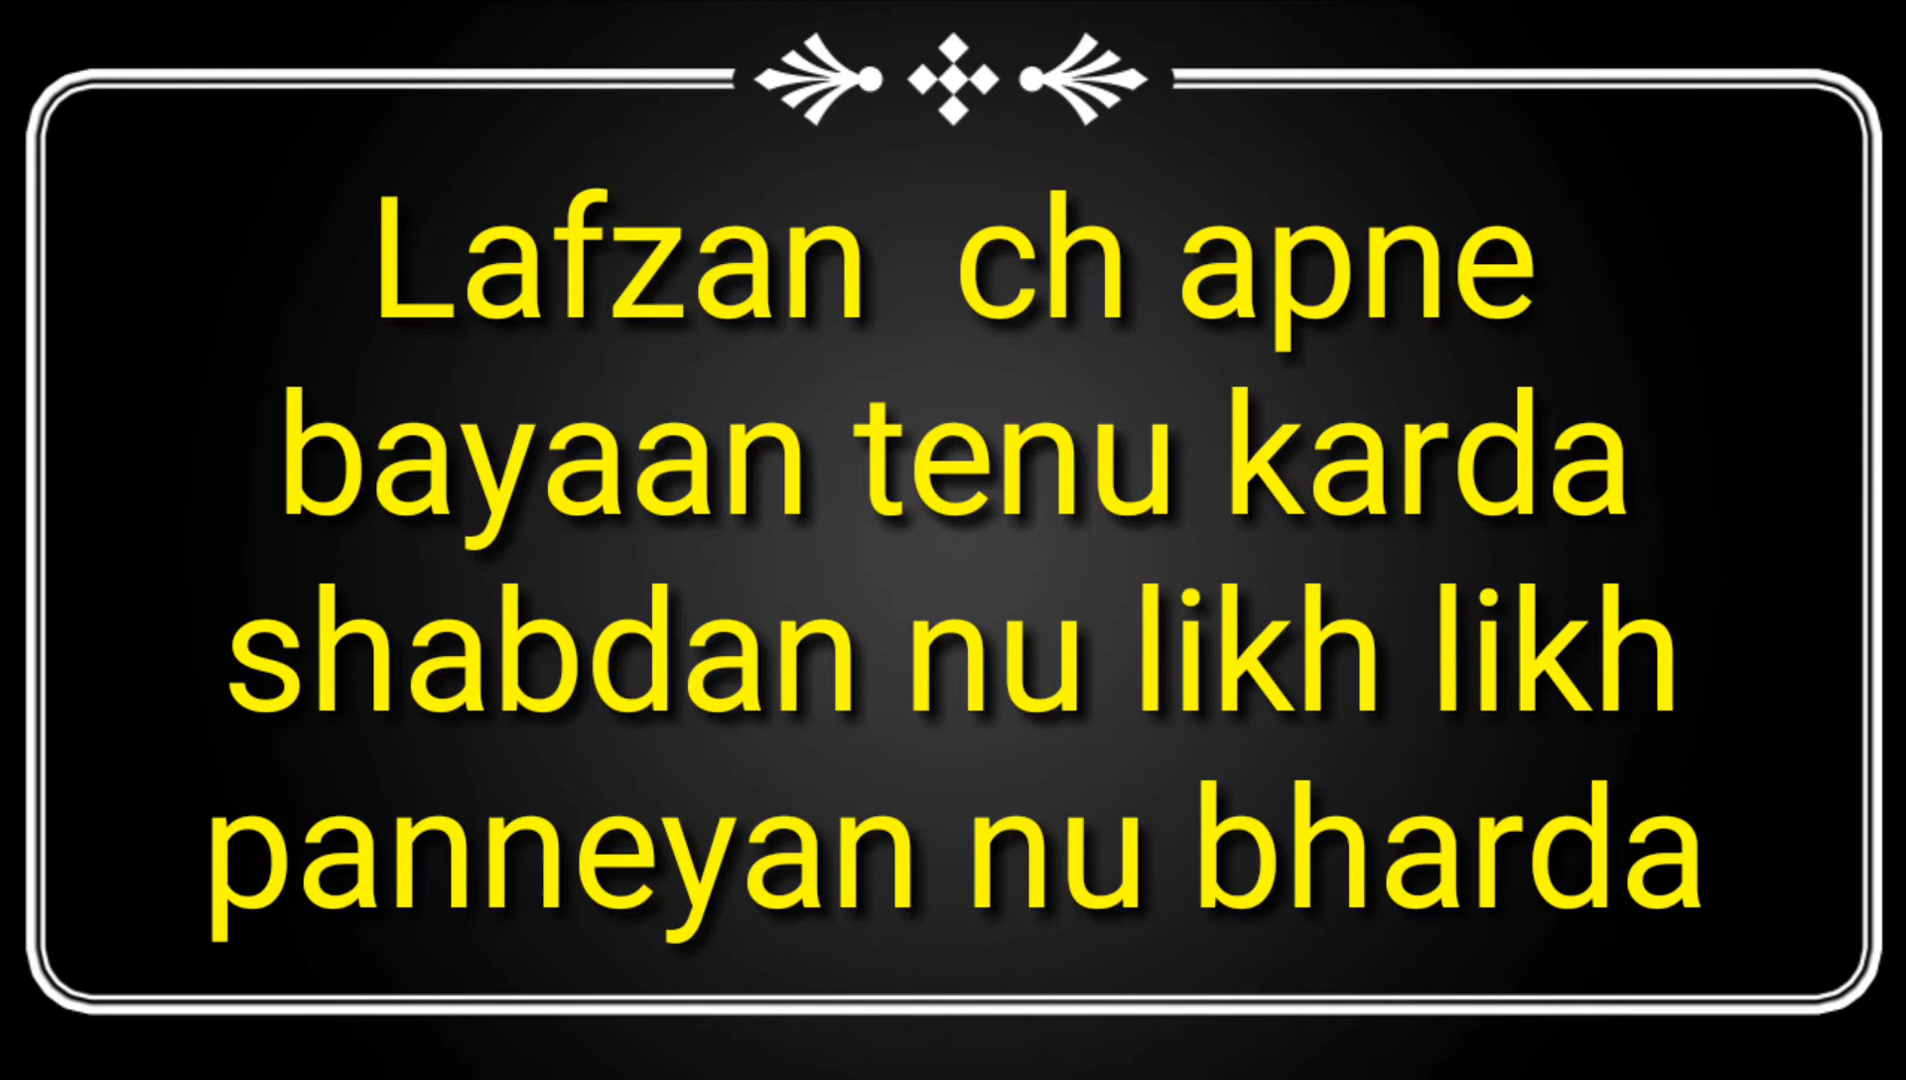 Lafzan  ch apne
bayaan tenu karda
shabdan nu likh likh
panneyan nu bharda